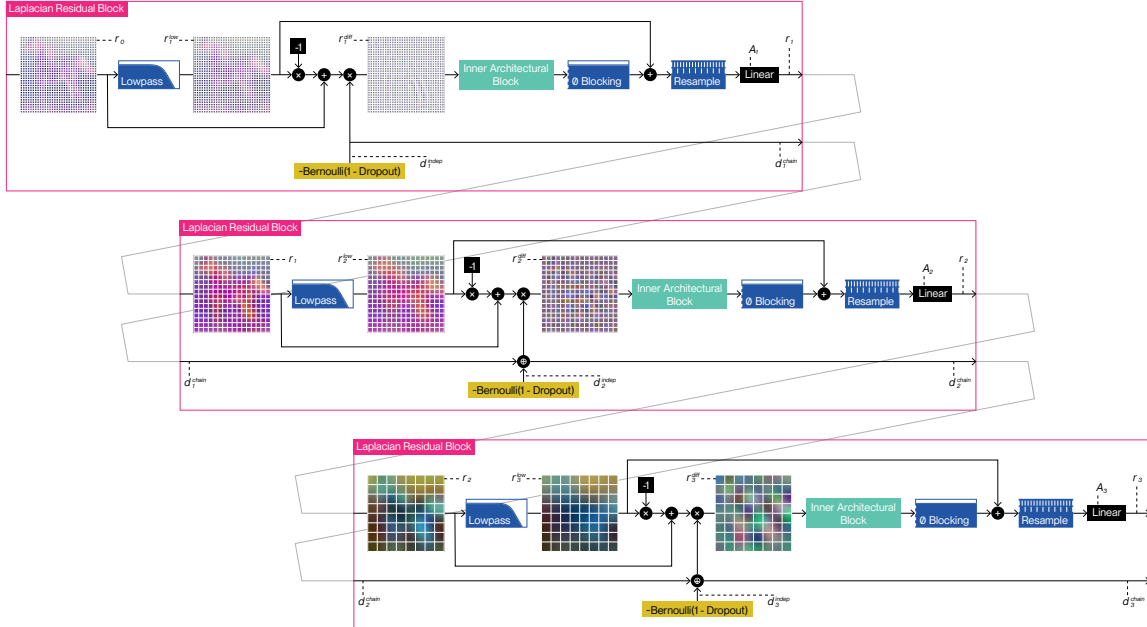 Laplacian Residual Block
r₀
r₁ˡᵒʷ
r₁ᵈⁱᶠᶠ
A₁
r₁
-1
Lowpass
×
+
×
Inner Architectural
Block
Ø Blocking
+
Resample
Linear
d₁ⁱⁿᵈᵉᵖ
d₁ᶜʰᵃⁱⁿ
~Bernoulli(1 - Dropout)
Laplacian Residual Block
r₁
r₂ˡᵒʷ
r₂ᵈⁱᶠᶠ
A₂
r₂
-1
Lowpass
×
+
×
Inner Architectural
Block
Ø Blocking
+
Resample
Linear
⊕
d₁ᶜʰᵃⁱⁿ
d₂ⁱⁿᵈᵉᵖ
d₂ᶜʰᵃⁱⁿ
~Bernoulli(1 - Dropout)
Laplacian Residual Block
r₂
r₃ˡᵒʷ
r₃ᵈⁱᶠᶠ
A₃
r₃
-1
Lowpass
×
+
×
Inner Architectural
Block
Ø Blocking
+
Resample
Linear
⊕
d₂ᶜʰᵃⁱⁿ
d₃ⁱⁿᵈᵉᵖ
d₃ᶜʰᵃⁱⁿ
~Bernoulli(1 - Dropout)